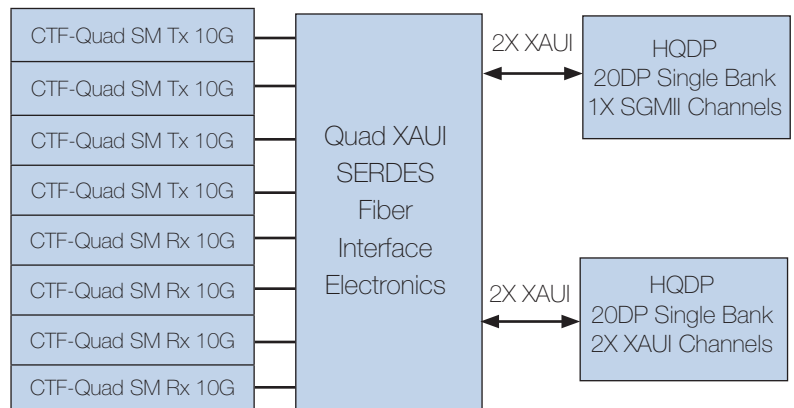 CTF-Quad SM Tx 10G
CTF-Quad SM Tx 10G
CTF-Quad SM Tx 10G
CTF-Quad SM Tx 10G
CTF-Quad SM Rx 10G
CTF-Quad SM Rx 10G
CTF-Quad SM Rx 10G
CTF-Quad SM Rx 10G
Quad XAUI
SERDES
Fiber
Interface
Electronics
2X XAUI
HQDP
20DP Single Bank
1X SGMII Channels
2X XAUI
HQDP
20DP Single Bank
2X XAUI Channels